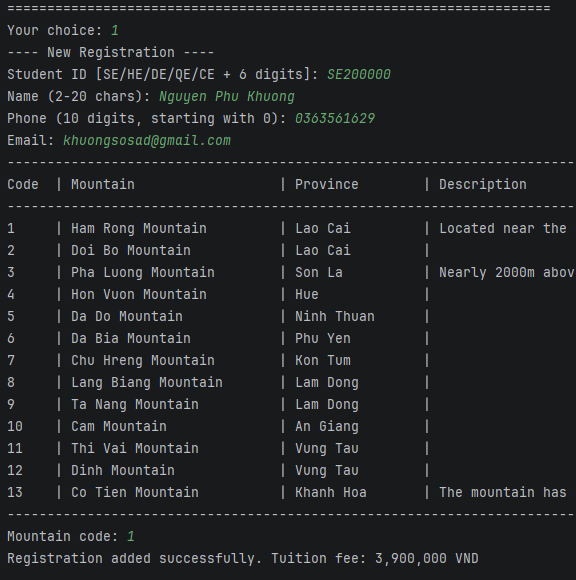 ====================================================================
Your choice: 1
---- New Registration ----
Student ID [SE/HE/DE/QE/CE + 6 digits]: SE200000
Name (2-20 chars): Nguyen Phu Khuong
Phone (10 digits, starting with 0): 0363561629
Email: khuongsosad@gmail.com
-----------------------------------------------------------------------
Code  | Mountain                  | Province        | Description
-----------------------------------------------------------------------
1     | Ham Rong Mountain         | Lao Cai         | Located near the
2     | Doi Bo Mountain           | Lao Cai         |
3     | Pha Luong Mountain        | Son La          | Nearly 2000m abov
4     | Hon Vuon Mountain         | Hue             |
5     | Da Do Mountain            | Ninh Thuan      |
6     | Da Bia Mountain           | Phu Yen         |
7     | Chu Hreng Mountain        | Kon Tum         |
8     | Lang Biang Mountain       | Lam Dong        |
9     | Ta Nang Mountain          | Lam Dong        |
10    | Cam Mountain              | An Giang        |
11    | Thi Vai Mountain          | Vung Tau        |
12    | Dinh Mountain             | Vung Tau        |
13    | Co Tien Mountain          | Khanh Hoa       | The mountain has
-----------------------------------------------------------------------
Mountain code: 1
Registration added successfully. Tuition fee: 3,900,000 VND